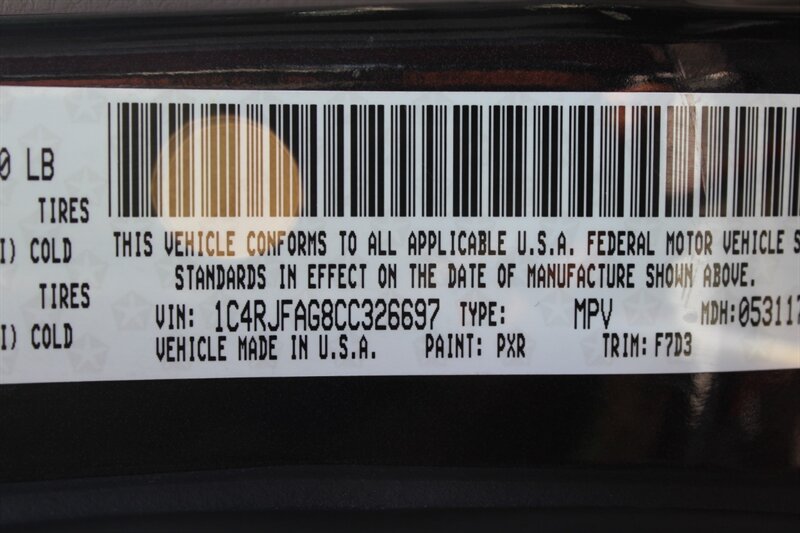 0 LB
TIRES
I) COLD
TIRES
I) COLD
THIS VEHICLE CONFORMS TO ALL APPLICABLE U.S.A. FEDERAL MOTOR VEHICLE S
STANDARDS IN EFFECT ON THE DATE OF MANUFACTURE SHOWN ABOVE.
VIN: 1C4RJFAG8CC326697 TYPE: MPV MDH:053117
VEHICLE MADE IN U.S.A. PAINT: PXR TRIM: F7D3